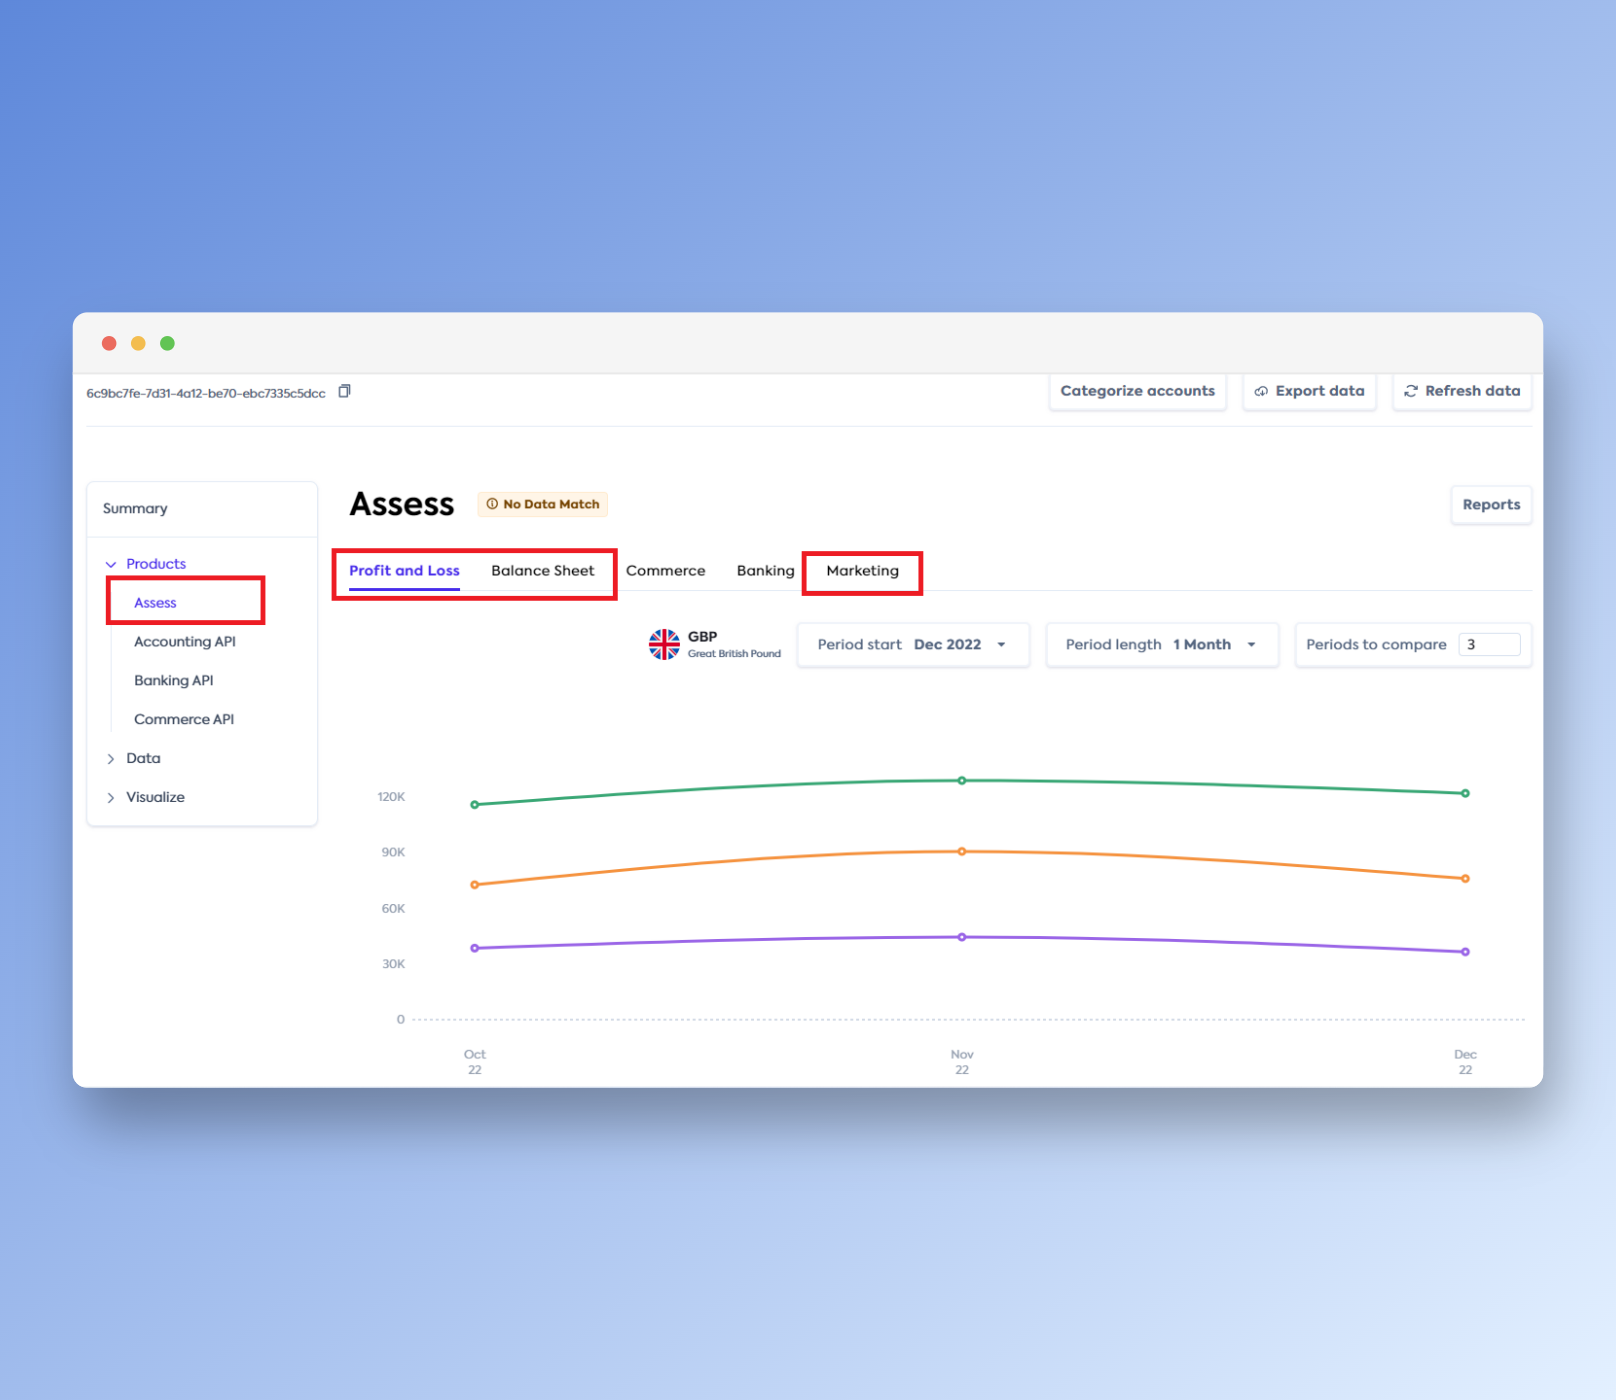 6c9bc7fe-7d31-4a12-be70-ebc7335c5dcc
Categorize accounts
Export data
Refresh data
Summary
Products
Assess
Accounting API
Banking API
Commerce API
Data
Visualize
Assess
No Data Match
Reports
Profit and Loss
Balance Sheet
Commerce
Banking
Marketing
GBP
Great British Pound
Period start Dec 2022
Period length 1 Month
Periods to compare 3
120K
90K
60K
30K
0
Oct
22
Nov
22
Dec
22